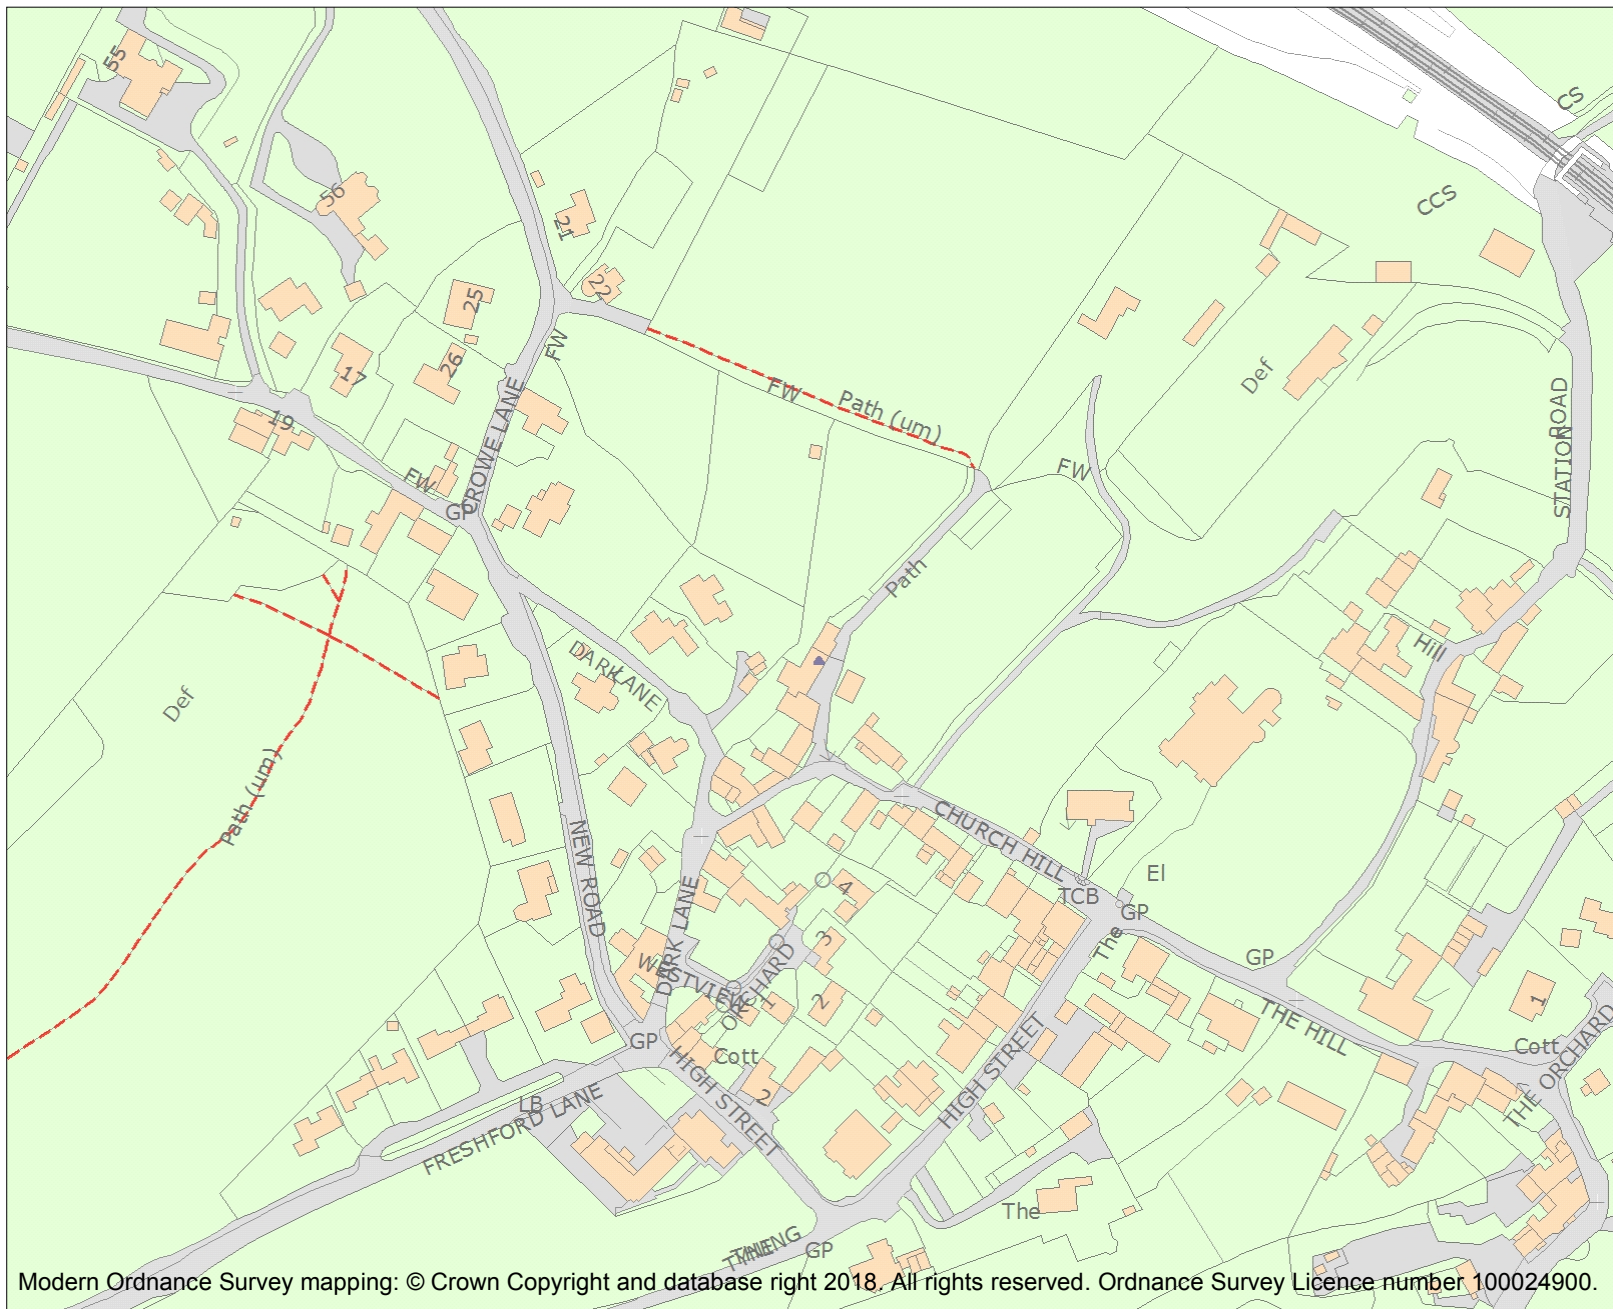 55
CS
56
CCS
21
22
25
FW
26
17
Def
FW
Path (um)
19
CROWE LANE
STATION ROAD
FW
FW
GP
Path
Hill
DARK LANE
Def
Path (um)
CHURCH HILL
NEW ROAD
El
4
TCB
GP
The
DARK LANE
3
GP
WESTVIEW
ORCHARD
1
2
1
THE HILL
GP
Cott
Cott
HIGH STREET
HIGH STREET
THE ORCHARD
2
LB
FRESHFORD LANE
The
GP
Modern Ordnance Survey mapping: © Crown Copyright and database right 2018. All rights reserved. Ordnance Survey Licence number 100024900.